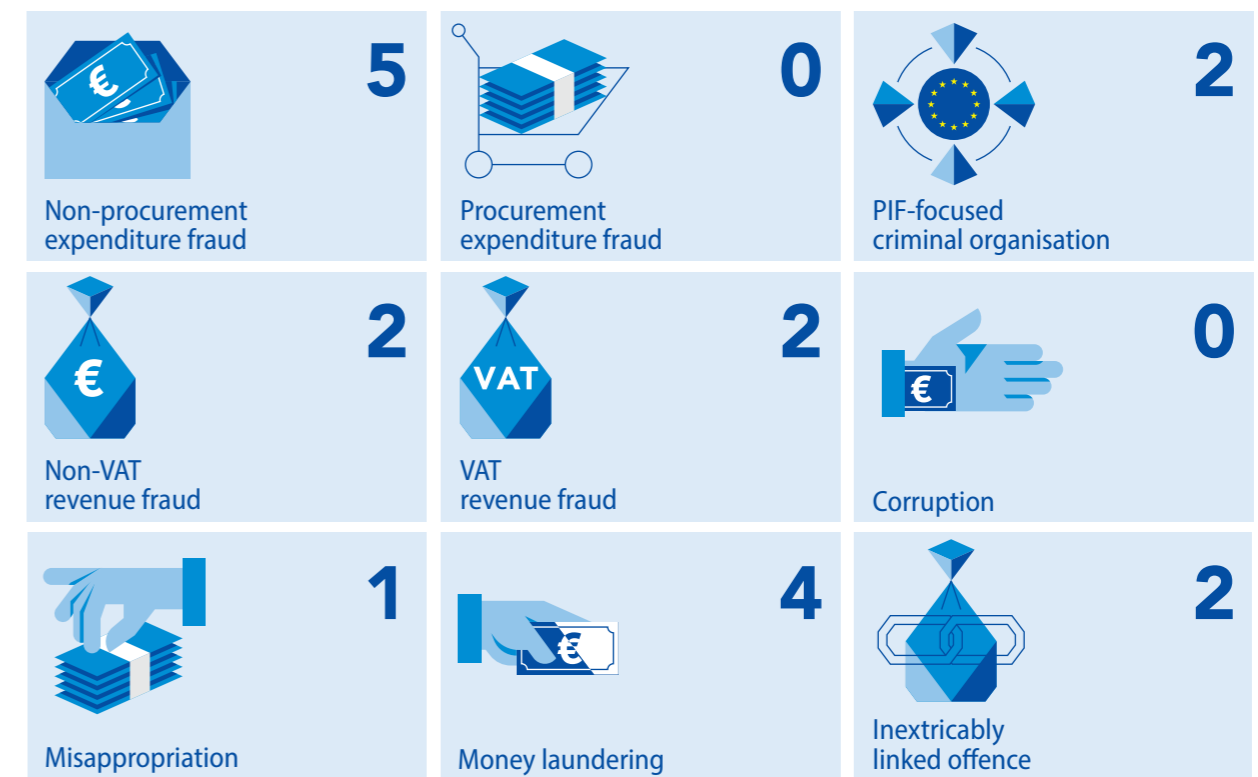 5
€
Non-procurement
expenditure fraud
0
Procurement
expenditure fraud
2
PIF-focused
criminal organisation
2
€
Non-VAT
revenue fraud
2
VAT
VAT
revenue fraud
0
€
Corruption
1
Misappropriation
4
€
Money laundering
2
Inextricably
linked offence